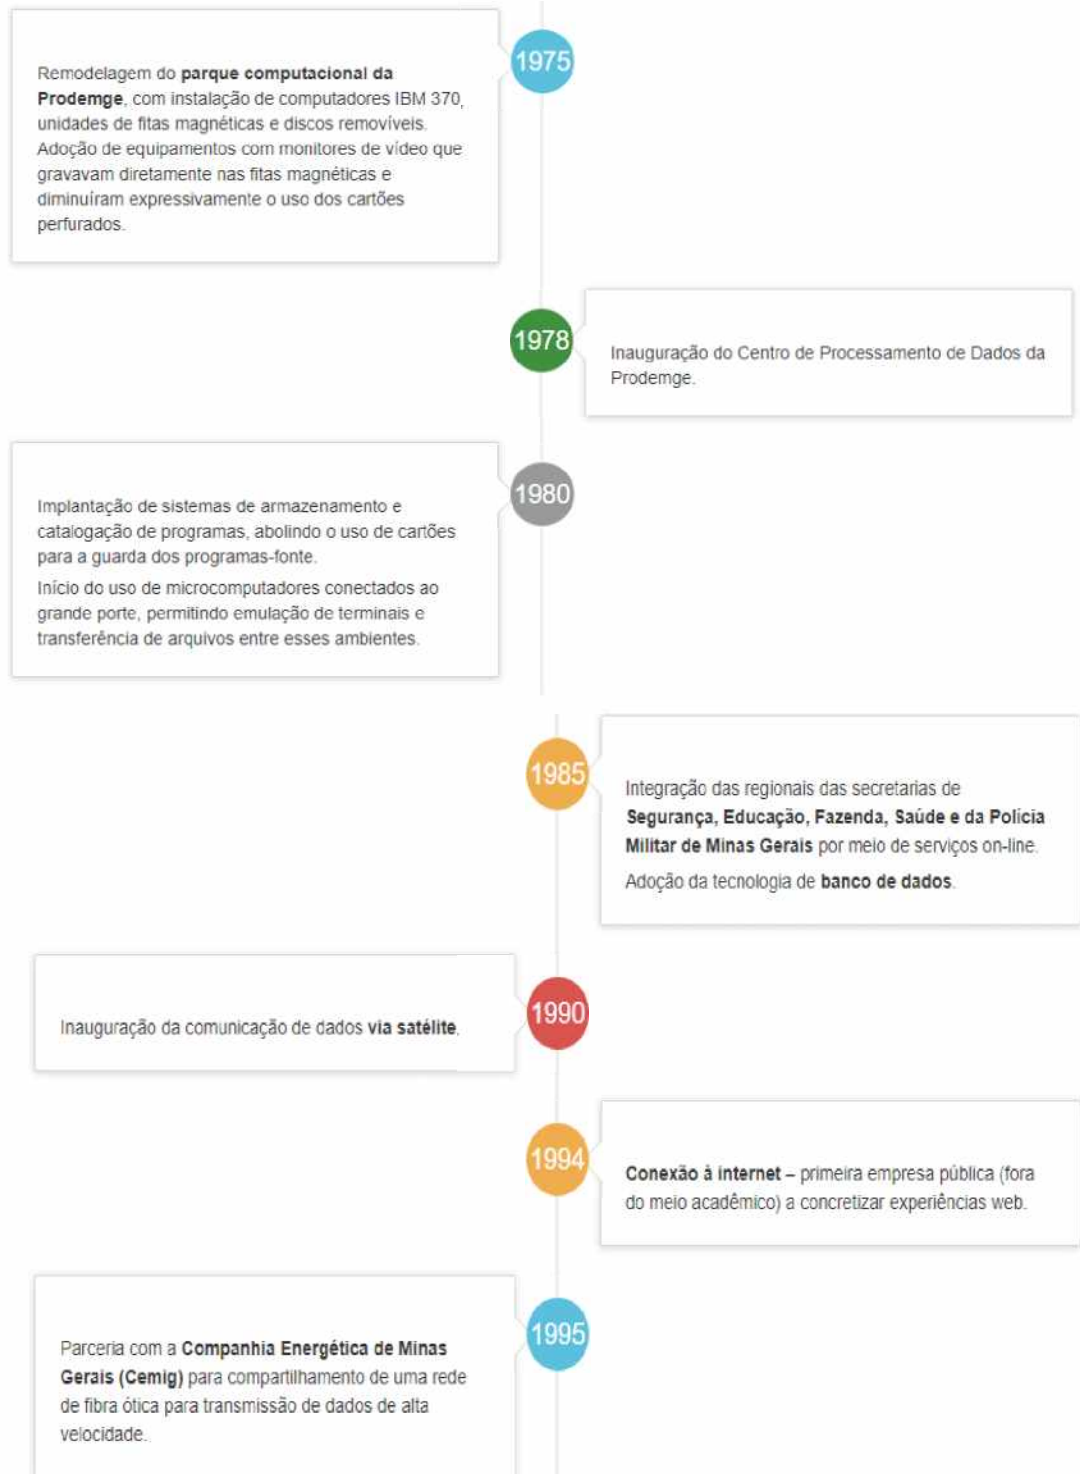 1975
Remodelagem do parque computacional da
Prodemge, com instalação de computadores IBM 370,
unidades de fitas magnéticas e discos removíveis.
Adoção de equipamentos com monitores de vídeo que
gravavam diretamente nas fitas magnéticas e
diminuíram expressivamente o uso dos cartões
perfurados.
1978
Inauguração do Centro de Processamento de Dados da
Prodemge.
1980
Implantação de sistemas de armazenamento e
catalogação de programas, abolindo o uso de cartões
para a guarda dos programas-fonte.
Início do uso de microcomputadores conectados ao
grande porte, permitindo emulação de terminais e
transferência de arquivos entre esses ambientes.
1985
Integração das regionais das secretarias de
Segurança, Educação, Fazenda, Saúde e da Polícia
Militar de Minas Gerais por meio de serviços on-line.
Adoção da tecnologia de banco de dados.
1990
Inauguração da comunicação de dados via satélite.
1994
Conexão à internet – primeira empresa pública (fora
do meio acadêmico) a concretizar experiências web.
1995
Parceria com a Companhia Energética de Minas
Gerais (Cemig) para compartilhamento de uma rede
de fibra ótica para transmissão de dados de alta
velocidade.